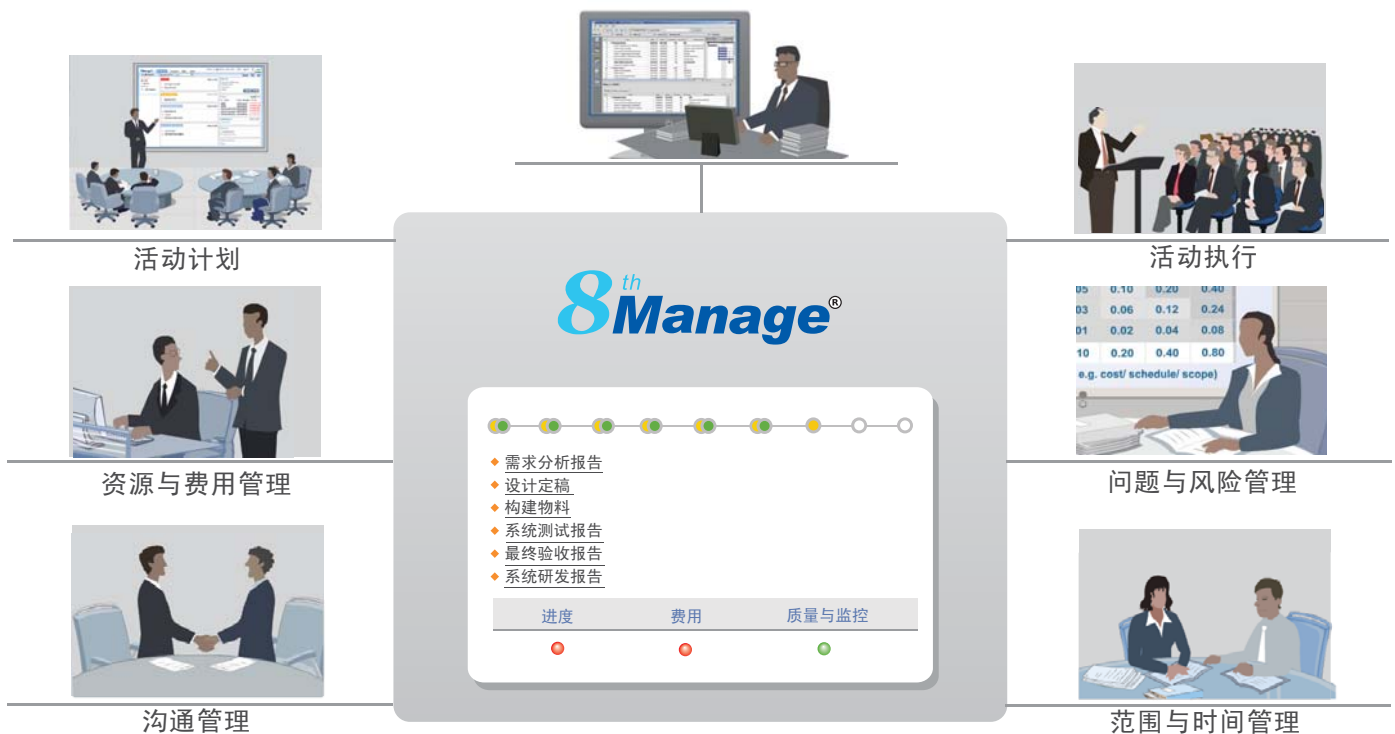 活动计划
活动执行
8th Manage®
05 0.10 0.20 0.40
03 0.06 0.12 0.24
01 0.02 0.04 0.08
10 0.20 0.40 0.80
e.g. cost/ schedule/ scope)
资源与费用管理
问题与风险管理
需求分析报告
设计定稿
构建物料
系统测试报告
最终验收报告
系统研发报告
进度 费用 质量与监控
沟通管理
范围与时间管理